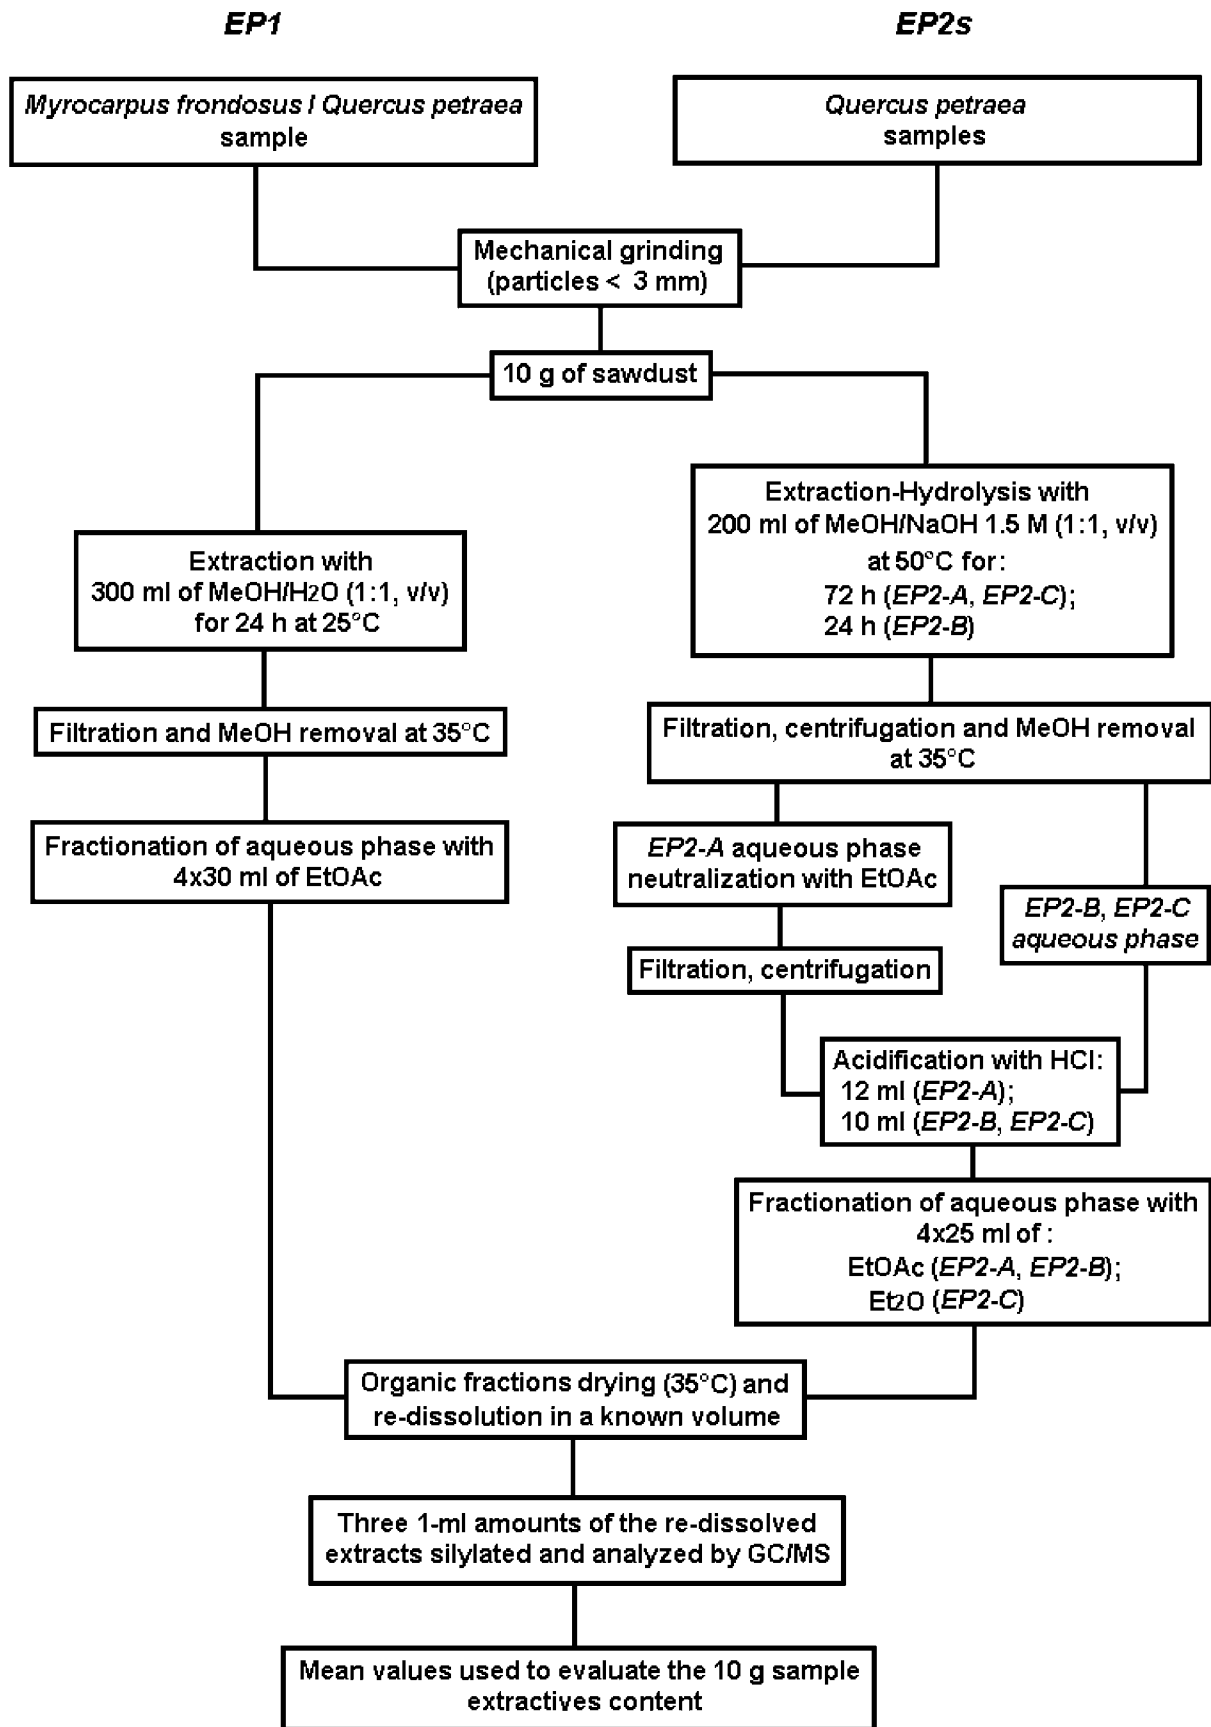 EP1
EP2s
Myrocarpus frondosus / Quercus petraea
sample
Quercus petraea
samples
Mechanical grinding
(particles < 3 mm)
10 g of sawdust
Extraction with
300 ml of MeOH/H2O (1:1, v/v)
for 24 h at 25°C
Extraction-Hydrolysis with
200 ml of MeOH/NaOH 1.5 M (1:1, v/v)
at 50°C for:
72 h (EP2-A, EP2-C);
24 h (EP2-B)
Filtration and MeOH removal at 35°C
Filtration, centrifugation and MeOH removal
at 35°C
Fractionation of aqueous phase with
4x30 ml of EtOAc
EP2-A aqueous phase
neutralization with EtOAc
EP2-B, EP2-C
aqueous phase
Filtration, centrifugation
Acidification with HCl:
12 ml (EP2-A);
10 ml (EP2-B, EP2-C)
Fractionation of aqueous phase with
4x25 ml of :
EtOAc (EP2-A, EP2-B);
Et2O (EP2-C)
Organic fractions drying (35°C) and
re-dissolution in a known volume
Three 1-ml amounts of the re-dissolved
extracts silylated and analyzed by GC/MS
Mean values used to evaluate the 10 g sample
extractives content